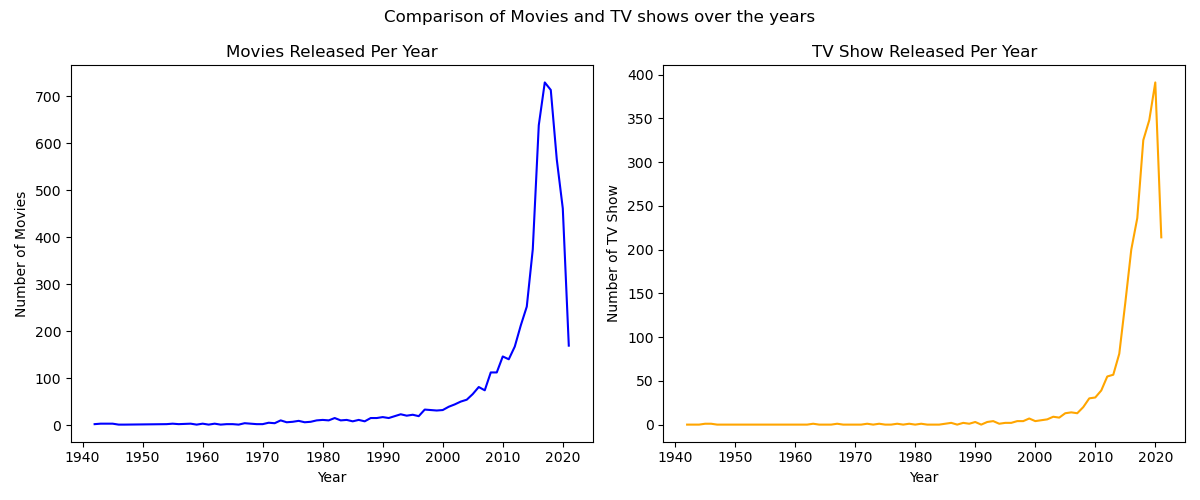 Comparison of Movies and TV shows over the years
Movies Released Per Year
Number of Movies
700
600
500
400
300
200
100
0
1940 1950 1960 1970 1980 1990 2000 2010 2020
Year
TV Show Released Per Year
Number of TV Show
400
350
300
250
200
150
100
50
0
1940 1950 1960 1970 1980 1990 2000 2010 2020
Year